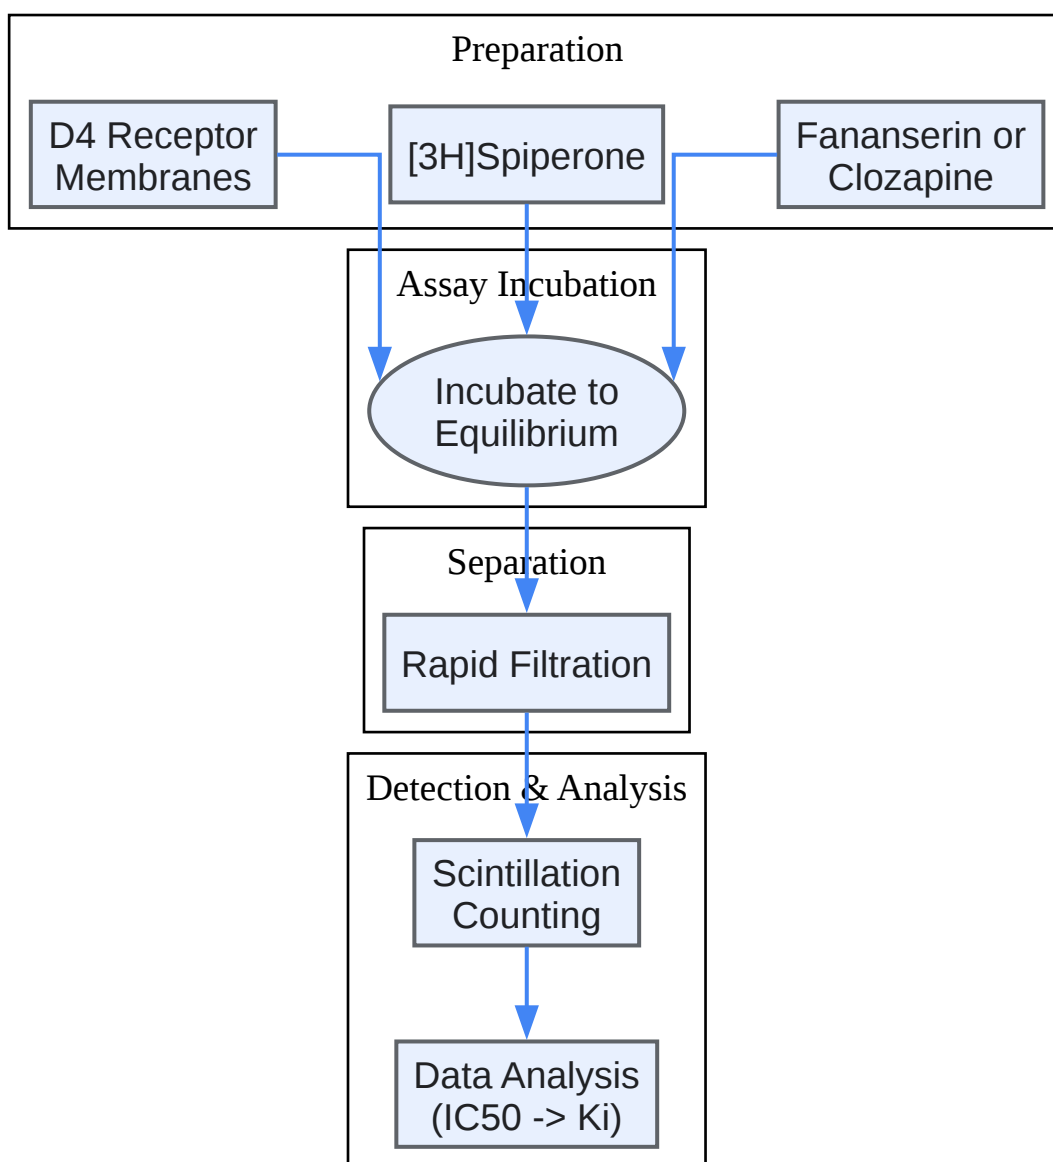 Preparation
D4 Receptor
Membranes
[3H]Spiperone
Fananserin or
Clozapine
Assay Incubation
Incubate to
Equilibrium
Separation
Rapid Filtration
Detection & Analysis
Scintillation
Counting
Data Analysis
(IC50 -> Ki)